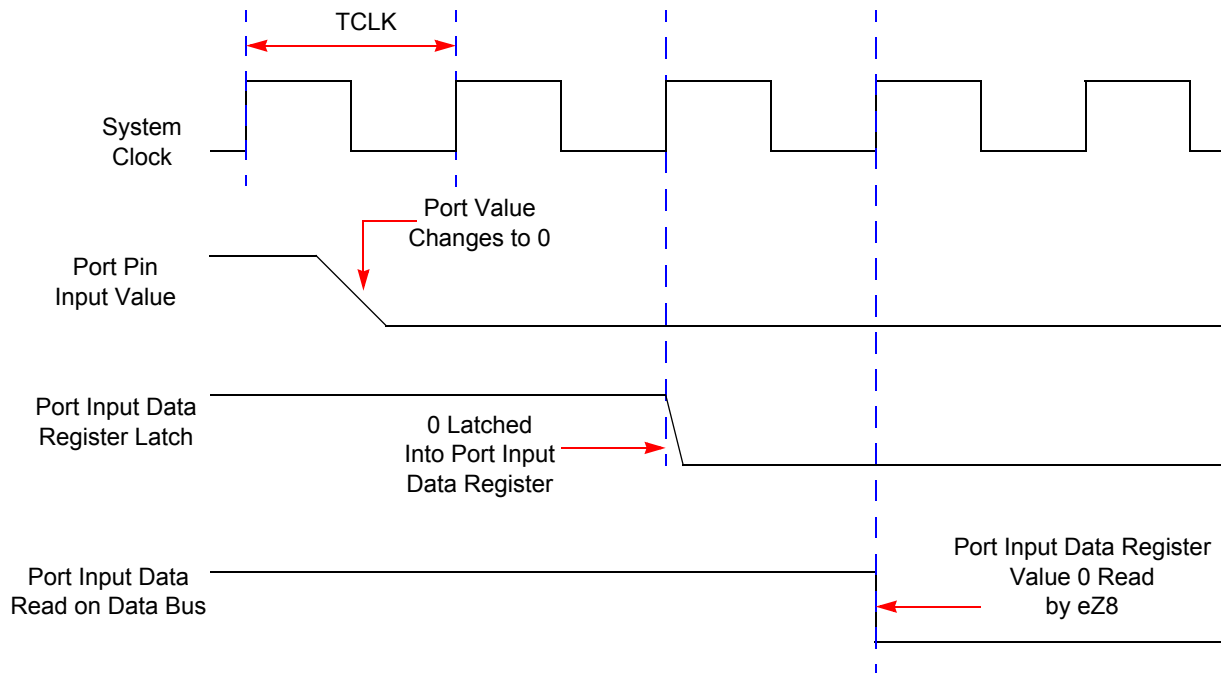 TCLK
System
Clock
Port Value
Changes to 0
Port Pin
Input Value
Port Input Data
Register Latch
0 Latched
Into Port Input
Data Register
Port Input Data Register
Value 0 Read
by eZ8
Port Input Data
Read on Data Bus